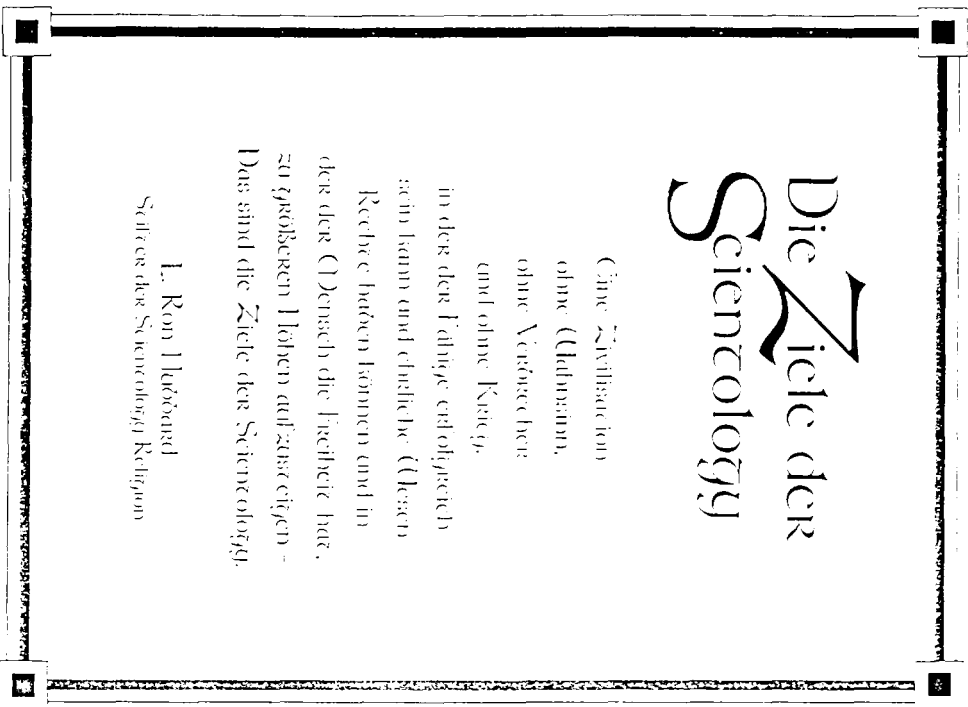 Die Ziele der
Scientology
Eine Zivilisation
ohne Wahnsinn,
ohne Verbrecher
und ohne Krieg,
in der der Fähige erfolgreich
sein kann und ehrliche Wesen
Rechte haben können und in
der der Mensch die Freiheit hat,
zu größeren Höhen aufzusteigen –
Das sind die Ziele der Scientology.
L. Ron Hubbard
Stifter der Scientology Religion